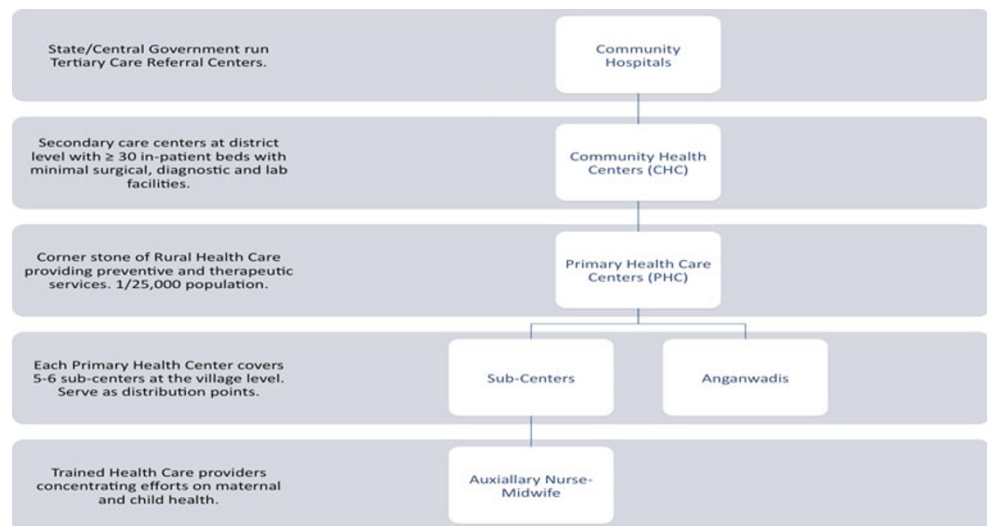 State/Central Government run
Tertiary Care Referral Centers.
Community
Hospitals
Secondary care centers at district
level with ≥ 30 in-patient beds with
minimal surgical, diagnostic and lab
facilities.
Community Health
Centers (CHC)
Corner stone of Rural Health Care
providing preventive and therapeutic
services. 1/25,000 population.
Primary Health Care
Centers (PHC)
Each Primary Health Center covers
5-6 sub-centers at the village level.
Serve as distribution points.
Sub-Centers
Anganwadis
Trained Health Care providers
concentrating efforts on maternal
and child health.
Auxiallary Nurse-
Midwife